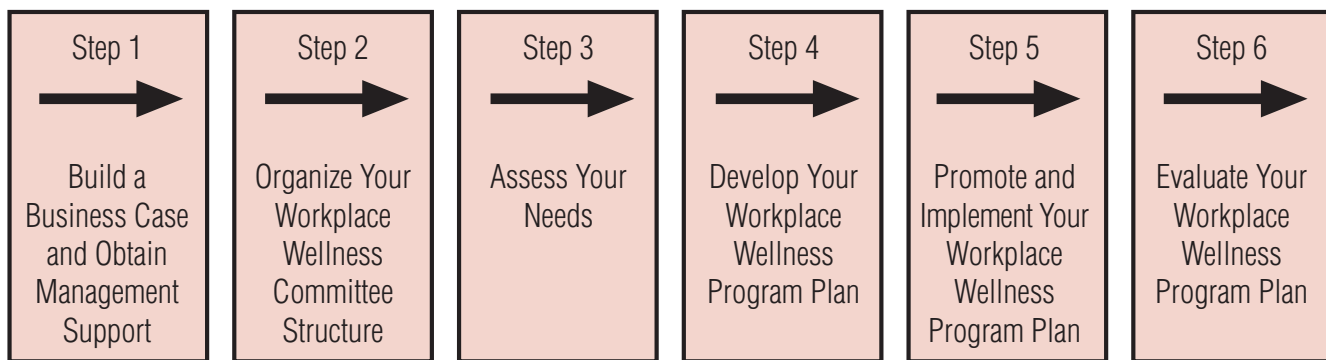 Step 1
Build a
Business Case
and Obtain
Management
Support
Step 2
Organize Your
Workplace
Wellness
Committee
Structure
Step 3
Assess Your
Needs
Step 4
Develop Your
Workplace
Wellness
Program Plan
Step 5
Promote and
Implement Your
Workplace
Wellness
Program Plan
Step 6
Evaluate Your
Workplace
Wellness
Program Plan